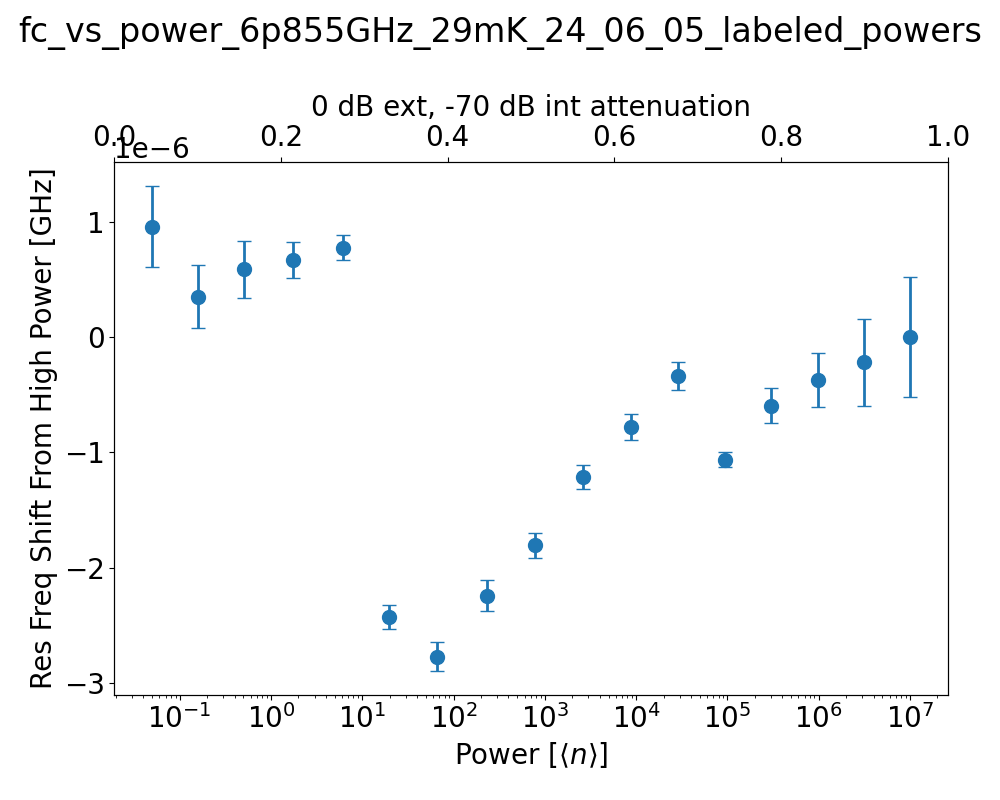 fc_vs_power_6p855GHz_29mK_24_06_05_labeled_powers
0 dB ext, -70 dB int attenuation
0.0 0.2 0.4 0.6 0.8 1.0
1e−6
Res Freq Shift From High Power [GHz]
1
0
−1
−2
−3
10⁻¹ 10⁰ 10¹ 10² 10³ 10⁴ 10⁵ 10⁶ 10⁷
Power [⟨n⟩]